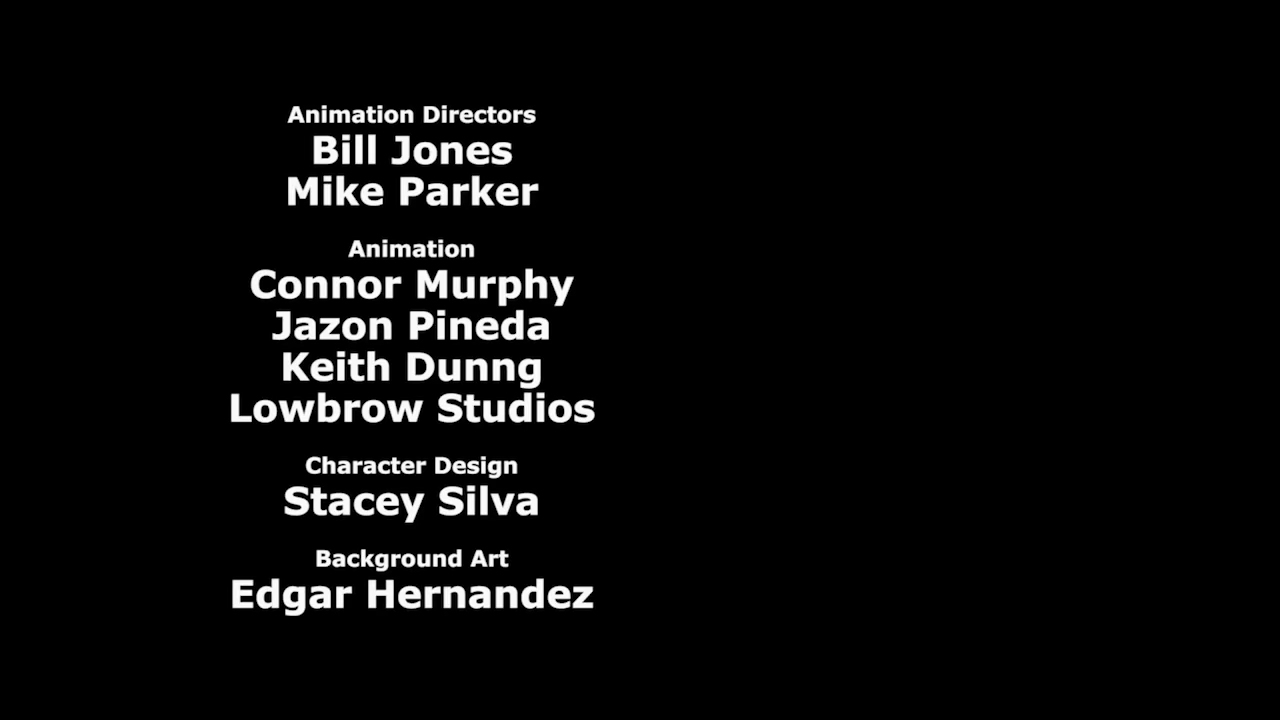 Animation Directors
Bill Jones
Mike Parker
Animation
Connor Murphy
Jazon Pineda
Keith Dunng
Lowbrow Studios
Character Design
Stacey Silva
Background Art
Edgar Hernandez